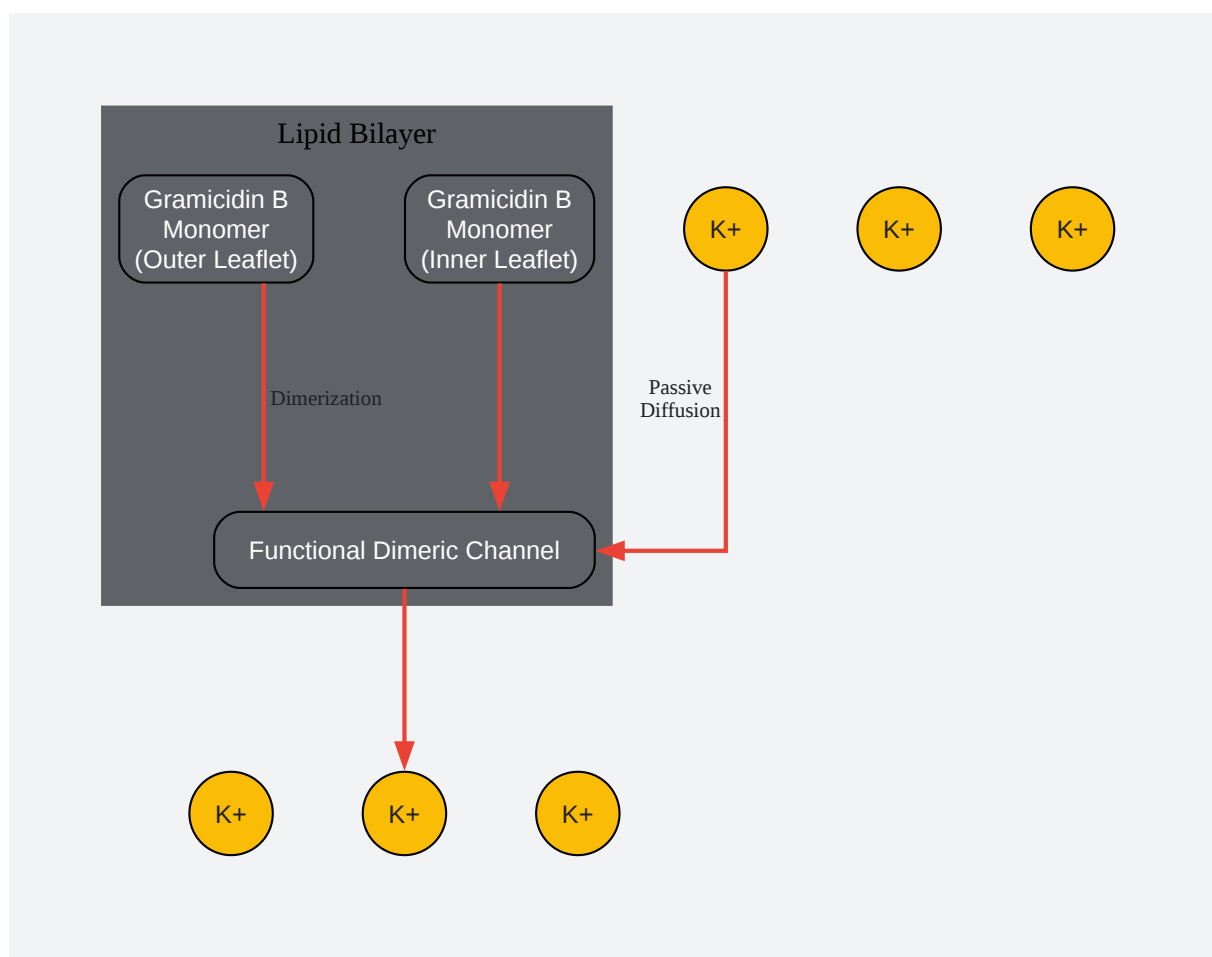 Lipid Bilayer
Gramicidin B
Monomer
(Outer Leaflet)
Gramicidin B
Monomer
(Inner Leaflet)
K+
K+
K+
Dimerization
Passive
Diffusion
Functional Dimeric Channel
K+
K+
K+